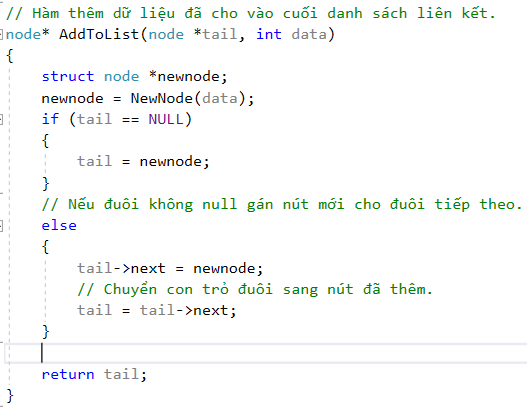 // Hàm thêm dữ liệu đã cho vào cuối danh sách liên kết.
node* AddToList(node *tail, int data)
{
    struct node *newnode;
    newnode = NewNode(data);
    if (tail == NULL)
    {
        tail = newnode;
    }
    // Nếu đuôi không null gán nút mới cho đuôi tiếp theo.
    else
    {
        tail->next = newnode;
        // Chuyển con trỏ đuôi sang nút đã thêm.
        tail = tail->next;
    }
    return tail;
}